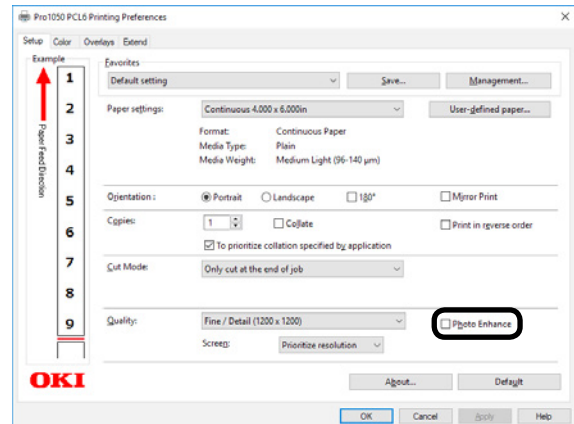 Pro1050 PCL6 Printing Preferences
Setup Color Overlays Extend
Example
Paper Feed Direction
1
2
3
4
5
6
7
8
9
OKI
Favorites
Default setting Save... Management...
Paper settings: Continuous 4.000 x 6.000in User-defined paper...
Format: Continuous Paper
Media Type: Plain
Media Weight: Medium Light (96-140 μm)
Orientation : Portrait Landscape 180° Mirror Print
Copies: 1 Collate Print in reverse order
To prioritize collation specified by application
Cut Mode: Only cut at the end of job
Quality: Fine / Detail (1200 x 1200) Photo Enhance
Screen: Prioritize resolution
About... Default
OK Cancel Apply Help